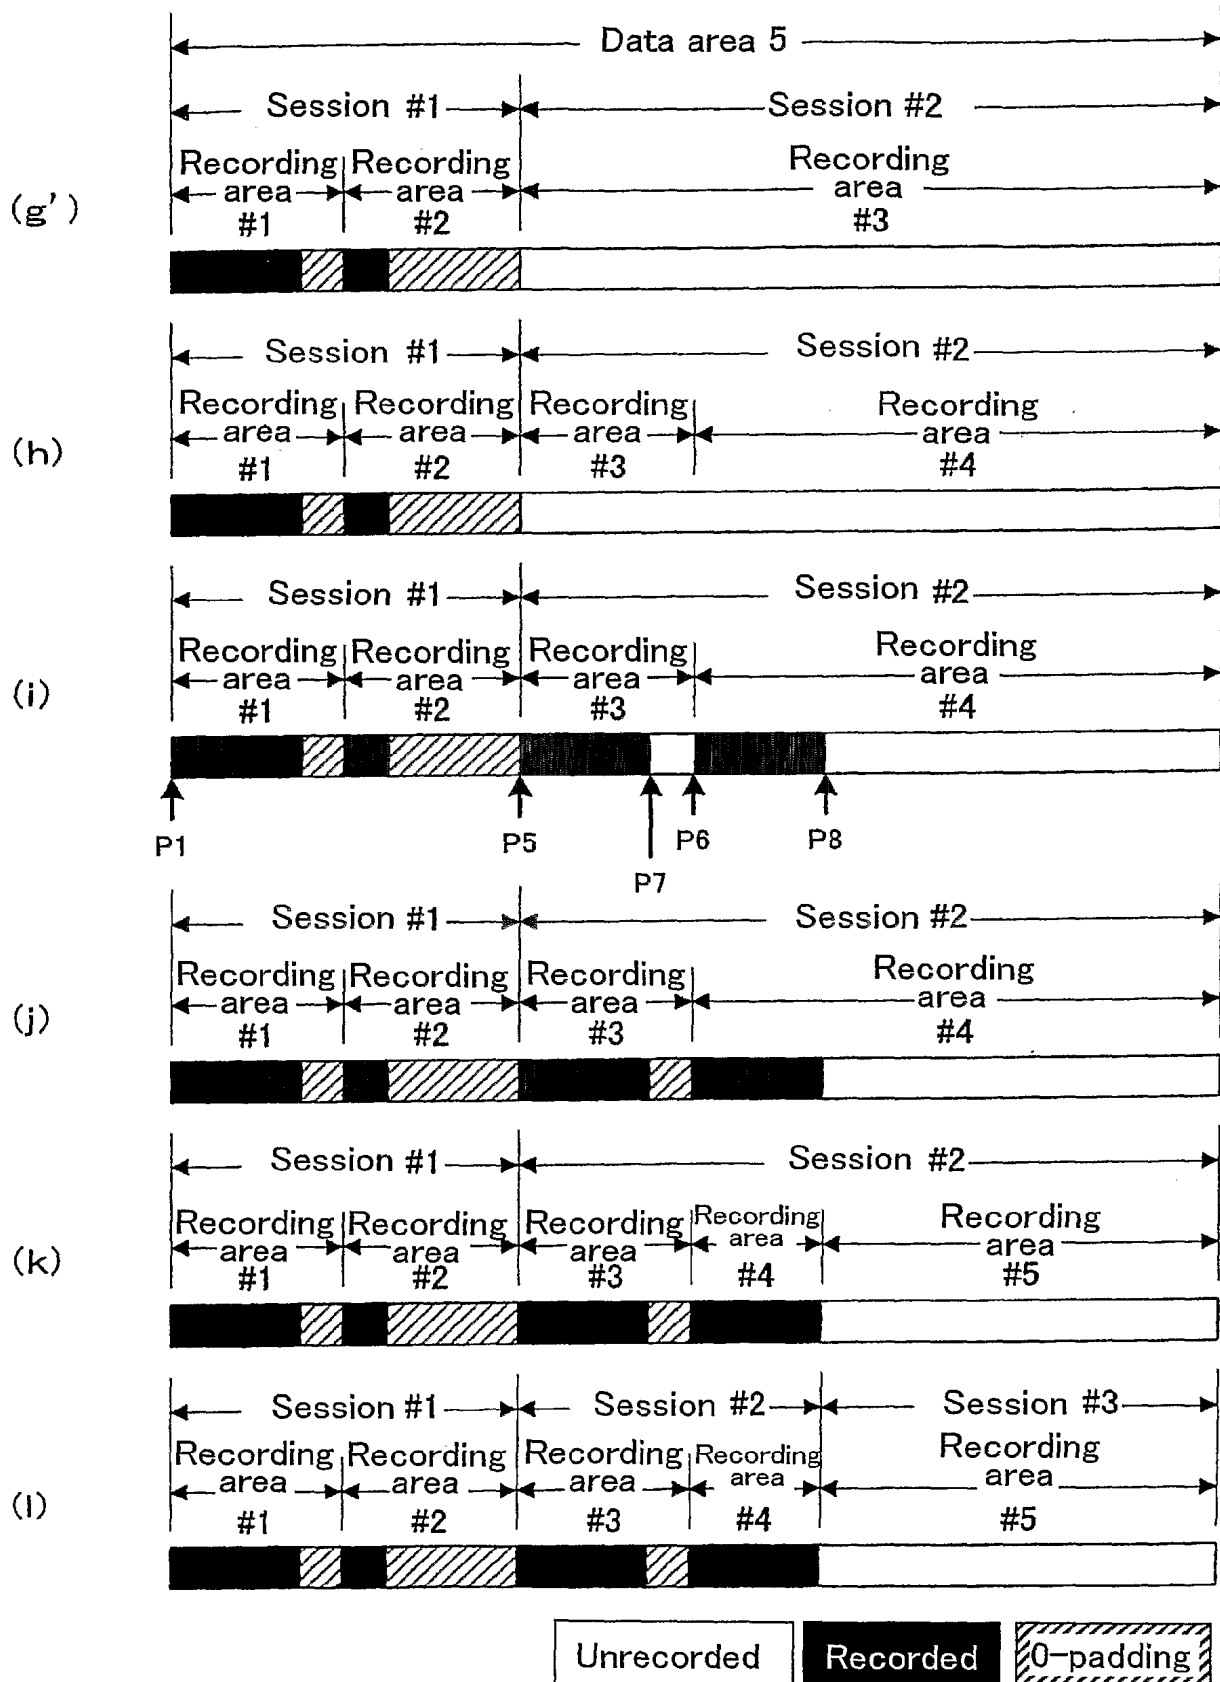 Data area 5
Session #1 Session #2
Recording Recording Recording
area area area
#1 #2 #3
(g')
Session #1 Session #2
Recording Recording Recording Recording
area area area area
#1 #2 #3 #4
(h)
Session #1 Session #2
Recording Recording Recording Recording
area area area area
#1 #2 #3 #4
(i)
P1 P5 P7 P6 P8
Session #1 Session #2
Recording Recording Recording Recording
area area area area
#1 #2 #3 #4
(j)
Session #1 Session #2
Recording Recording Recording Recording Recording
area area area area area
#1 #2 #3 #4 #5
(k)
Session #1 Session #2 Session #3
Recording Recording Recording Recording Recording
area area area area area
#1 #2 #3 #4 #5
(l)
Unrecorded Recorded 0-padding